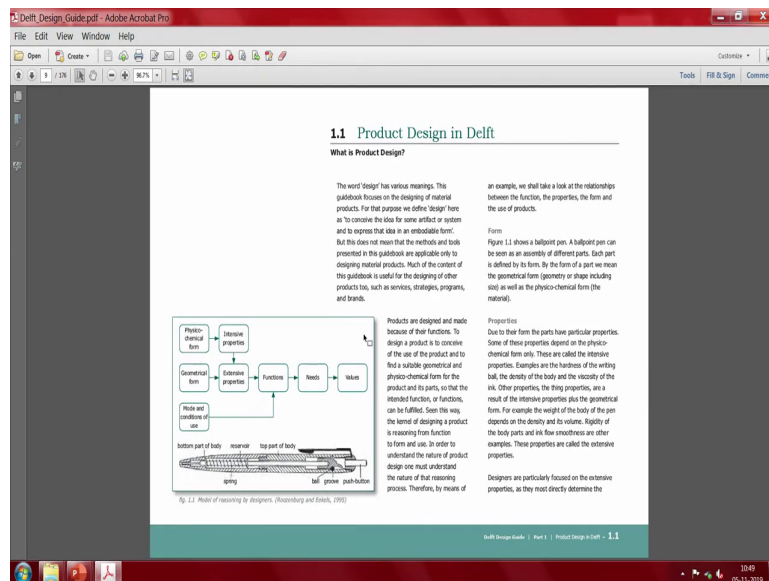 Delft_Design_Guide.pdf - Adobe Acrobat Pro
File Edit View Window Help
Open Create Customize
9 / 176 96.7% Tools Fill & Sign Comme
1.1 Product Design in Delft
What is Product Design?
The word 'design' has various meanings. This
guidebook focuses on the designing of material
products. For that purpose we define 'design' here
as 'to conceive the idea for some artifact or system
and to express that idea in an embodiable form'.
But this does not mean that the methods and tools
presented in this guidebook are applicable only to
designing material products. Much of the content of
this guidebook is useful for the designing of other
products too, such as services, strategies, programs,
and brands.
Products are designed and made
because of their functions. To
design a product is to conceive
of the use of the product and to
find a suitable geometrical and
physico-chemical form for the
product and its parts, so that the
intended function, or functions,
can be fulfilled. Seen this way,
the kernel of designing a product
is reasoning from function
to form and use. In order to
understand the nature of product
design one must understand
the nature of that reasoning
process. Therefore, by means of
an example, we shall take a look at the relationships
between the function, the properties, the form and
the use of products.
Form
Figure 1.1 shows a ballpoint pen. A ballpoint pen can
be seen as an assembly of different parts. Each part
is defined by its form. By the form of a part we mean
the geometrical form (geometry or shape including
size) as well as the physico-chemical form (the
material).
Properties
Due to their form the parts have particular properties.
Some of these properties depend on the physico-
chemical form only. These are called the intensive
properties. Examples are the hardness of the writing
ball, the density of the body and the viscosity of the
ink. Other properties, the thing properties, are a
result of the intensive properties plus the geometrical
form. For example the weight of the body of the pen
depends on the density and its volume. Rigidity of
the body parts and ink flow smoothness are other
examples. These properties are called the extensive
properties.
Designers are particularly focused on the extensive
properties, as they most directly determine the
Physico-
chemical
form
Intensive
properties
Geometrical
form
Extensive
properties
Functions
Needs
Values
Mode and
conditions of
use
bottom part of body reservoir top part of body
spring ball groove push-button
fig. 1.1 Model of reasoning by designers. (Roozenburg and Eekels, 1995)
Delft Design Guide | Part 1 | Product Design in Delft - 1.1
10:49
05-11-2019